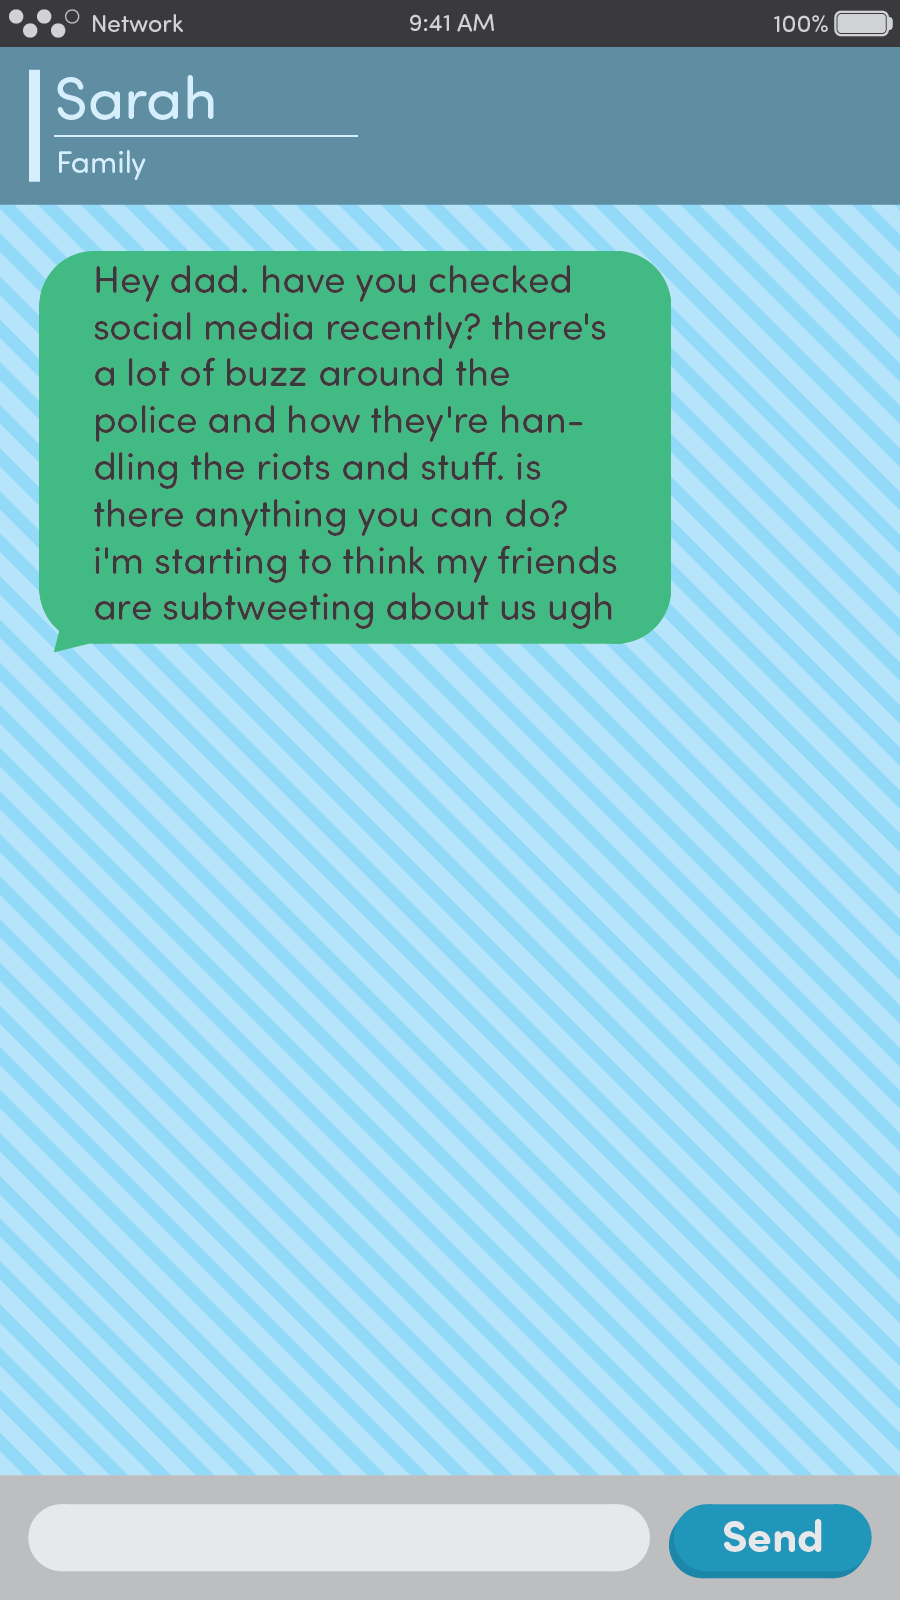 Network 9:41 AM 100%
Sarah
Family
Hey dad. have you checked
social media recently? there's
a lot of buzz around the
police and how they're han-
dling the riots and stuff. is
there anything you can do?
i'm starting to think my friends
are subtweeting about us ugh
Send